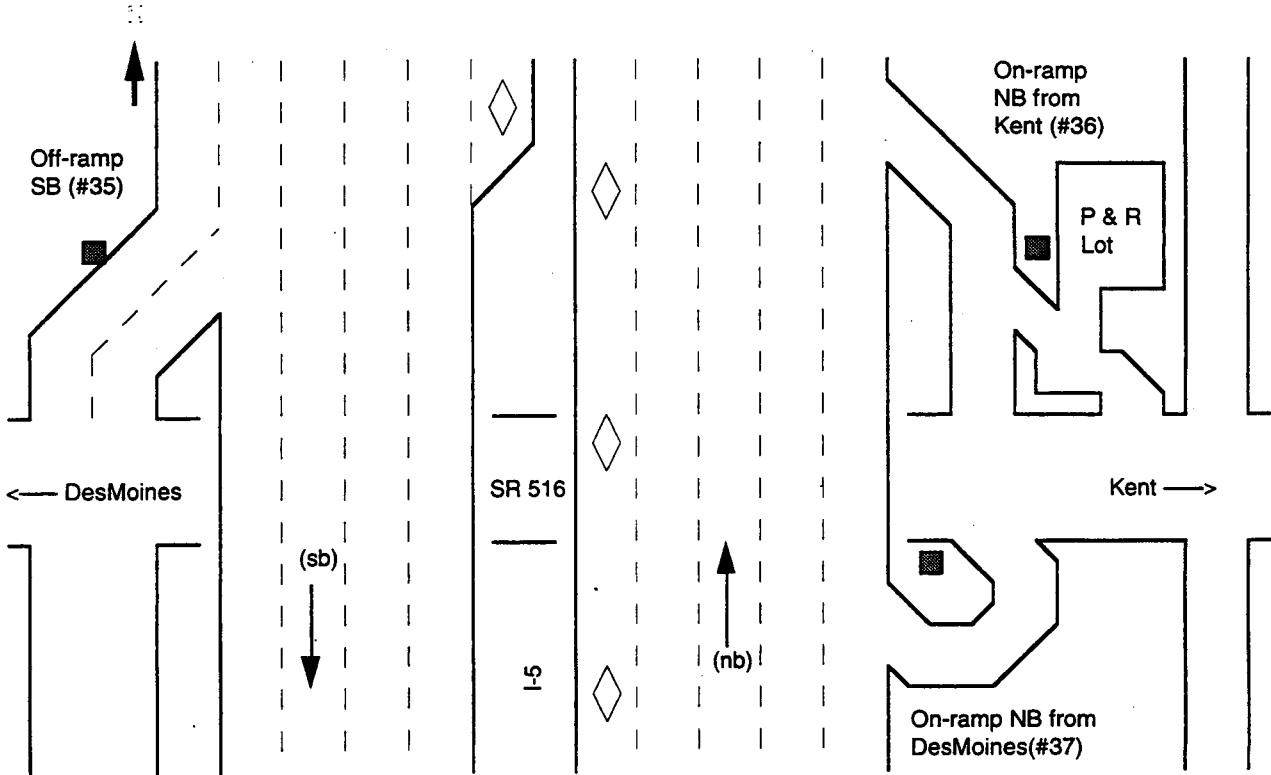 Off-ramp
SB (#35)
On-ramp
NB from
Kent (#36)
P & R
Lot
<— DesMoines
SR 516
Kent —>
(sb)
(nb)
I-5
On-ramp NB from
DesMoines(#37)